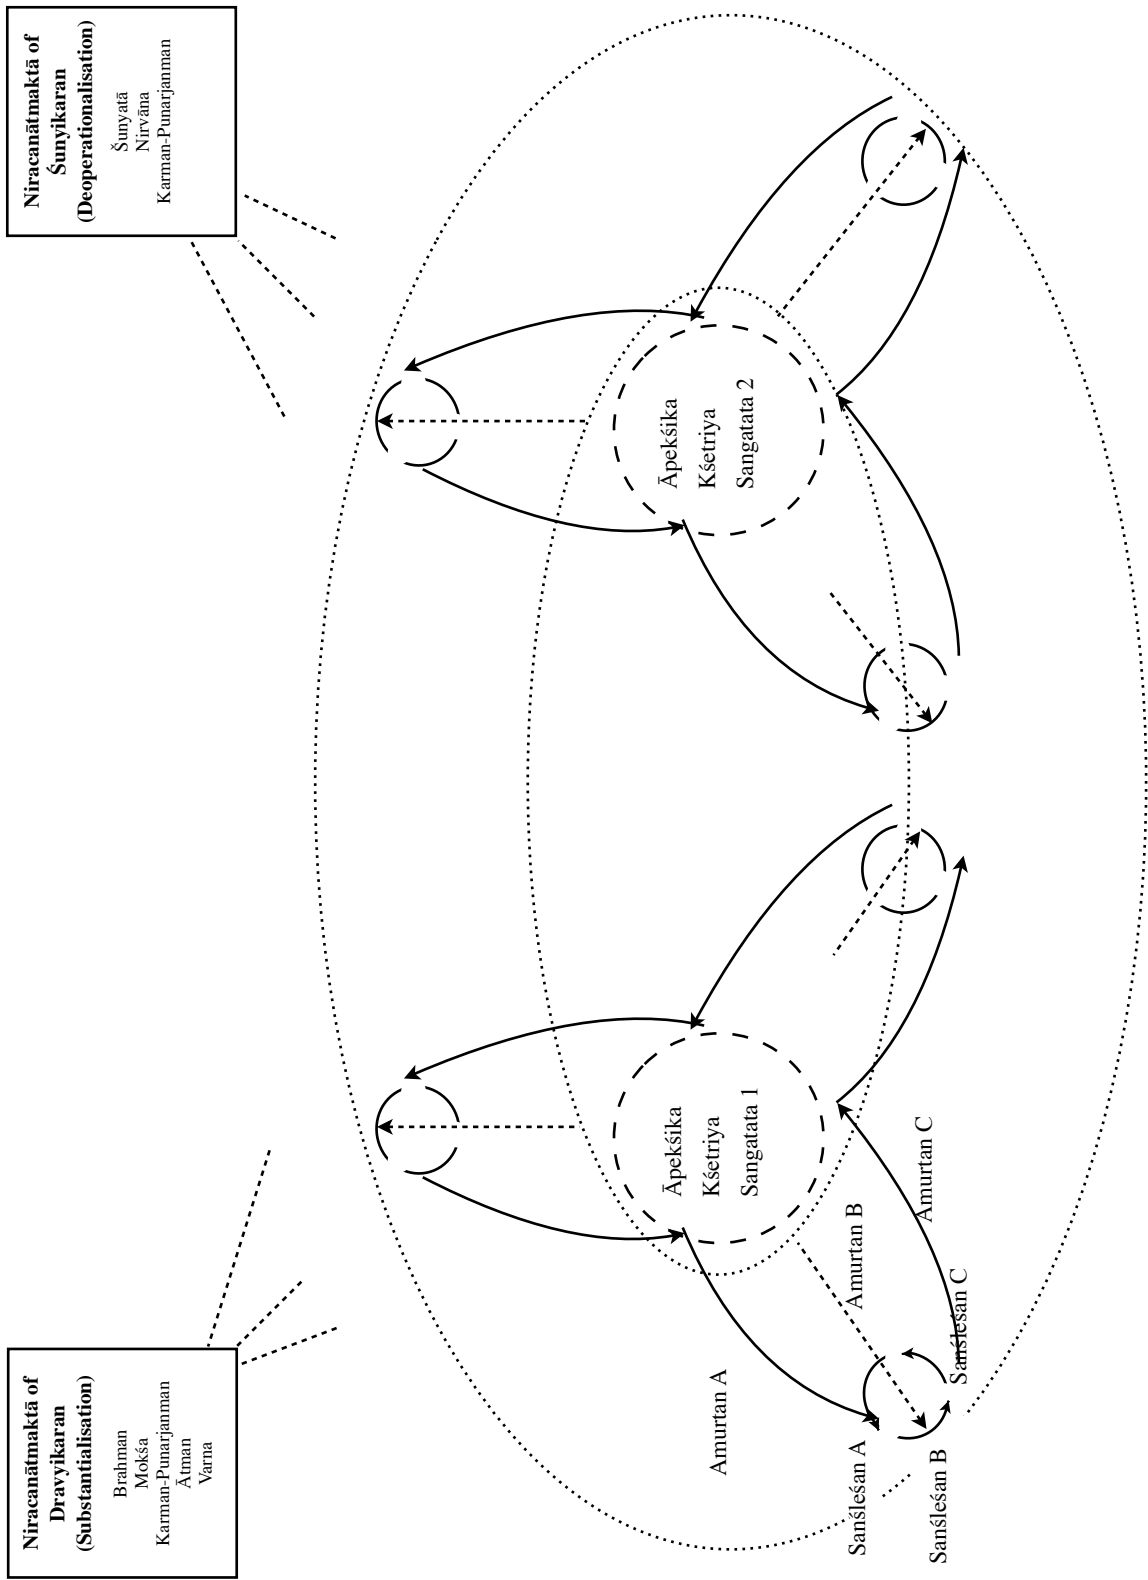 Niracanātmaktā of
Dravyikaran
(Substantialisation)
Brahman
Mokśa
Karman-Punarjanman
Ātman
Varna
Niracanātmaktā of
Śunyikaran
(Deoperationalisation)
Šunyatā
Nirvāna
Karman-Punarjanman
Āpekśika
Kśetriya
Sangatata 1
Āpekśika
Kśetriya
Sangatata 2
Amurtan A
Amurtan B
Amurtan C
Sanśleśan A
Sanśleśan B
Sanśleśan C